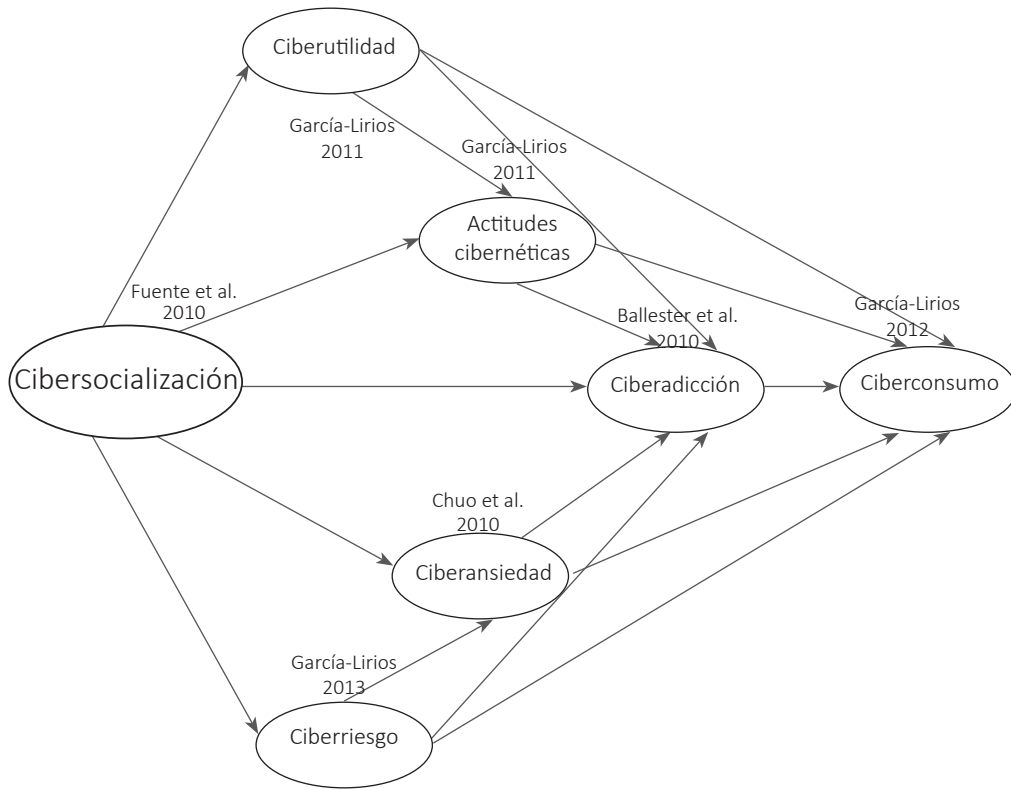 Ciberutilidad
García-Lirios
2011
García-Lirios
2011
Actitudes
cibernéticas
Fuente et al.
2010
Ballester et al.
2010
García-Lirios
2012
Cibersocialización
Ciberadicción
Ciberconsumo
Chuo et al.
2010
Ciberansiedad
García-Lirios
2013
Ciberriesgo